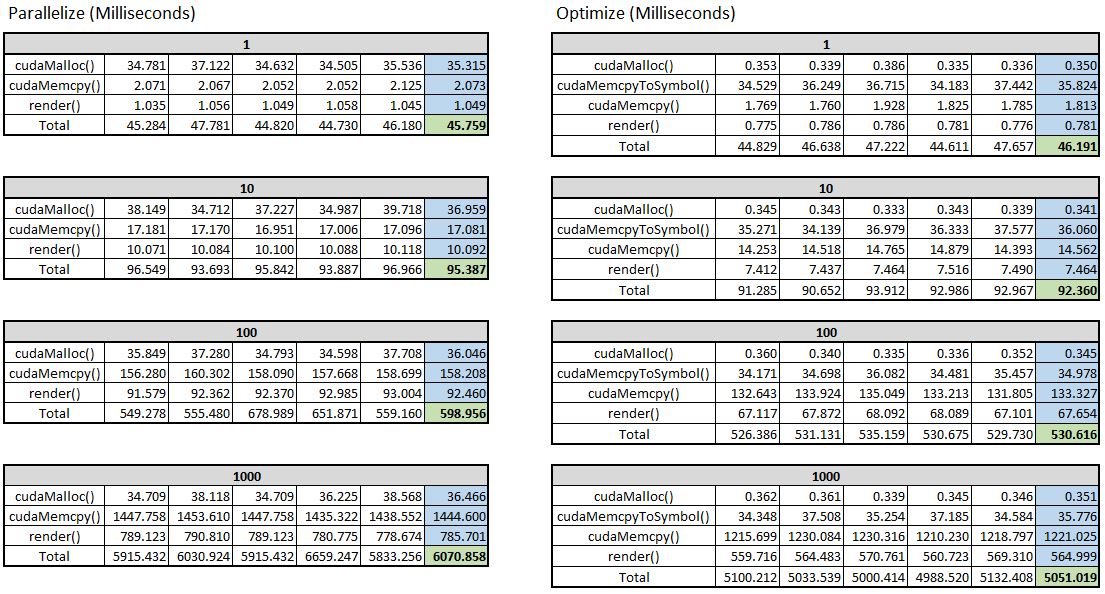 Parallelize (Milliseconds)
1
cudaMalloc() 34.781 37.122 34.632 34.505 35.536 35.315
cudaMemcpy() 2.071 2.067 2.052 2.052 2.125 2.073
render() 1.035 1.056 1.049 1.058 1.045 1.049
Total 45.284 47.781 44.820 44.730 46.180 45.759
10
cudaMalloc() 38.149 34.712 37.227 34.987 39.718 36.959
cudaMemcpy() 17.181 17.170 16.951 17.006 17.096 17.081
render() 10.071 10.084 10.100 10.088 10.118 10.092
Total 96.549 93.693 95.842 93.887 96.966 95.387
100
cudaMalloc() 35.849 37.280 34.793 34.598 37.708 36.046
cudaMemcpy() 156.280 160.302 158.090 157.668 158.699 158.208
render() 91.579 92.362 92.370 92.985 93.004 92.460
Total 549.278 555.480 678.989 651.871 559.160 598.956
1000
cudaMalloc() 34.709 38.118 34.709 36.225 38.568 36.466
cudaMemcpy() 1447.758 1453.610 1447.758 1435.322 1438.552 1444.600
render() 789.123 790.810 789.123 780.775 778.674 785.701
Total 5915.432 6030.924 5915.432 6659.247 5833.256 6070.858
Optimize (Milliseconds)
1
cudaMalloc() 0.353 0.339 0.386 0.335 0.336 0.350
cudaMemcpyToSymbol() 34.529 36.249 36.715 34.183 37.442 35.824
cudaMemcpy() 1.769 1.760 1.928 1.825 1.785 1.813
render() 0.775 0.786 0.786 0.781 0.776 0.781
Total 44.829 46.638 47.222 44.611 47.657 46.191
10
cudaMalloc() 0.345 0.343 0.333 0.343 0.339 0.341
cudaMemcpyToSymbol() 35.271 34.139 36.979 36.333 37.577 36.060
cudaMemcpy() 14.253 14.518 14.765 14.879 14.393 14.562
render() 7.412 7.437 7.464 7.516 7.490 7.464
Total 91.285 90.652 93.912 92.986 92.967 92.360
100
cudaMalloc() 0.360 0.340 0.335 0.336 0.352 0.345
cudaMemcpyToSymbol() 34.171 34.698 36.082 34.481 35.457 34.978
cudaMemcpy() 132.643 133.924 135.049 133.213 131.805 133.327
render() 67.117 67.872 68.092 68.089 67.101 67.654
Total 526.386 531.131 535.159 530.675 529.730 530.616
1000
cudaMalloc() 0.362 0.361 0.339 0.345 0.346 0.351
cudaMemcpyToSymbol() 34.348 37.508 35.254 37.185 34.584 35.776
cudaMemcpy() 1215.699 1230.084 1230.316 1210.230 1218.797 1221.025
render() 559.716 564.483 570.761 560.723 569.310 564.999
Total 5100.212 5033.539 5000.414 4988.520 5132.408 5051.019